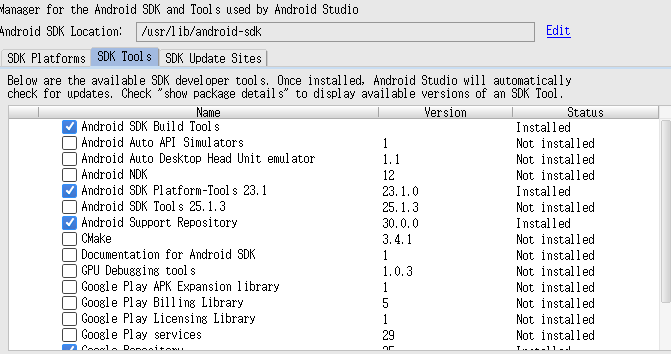 Manager for the Android SDK and Tools used by Android Studio
Android SDK Location: /usr/lib/android-sdk Edit
SDK Platforms SDK Tools SDK Update Sites
Below are the available SDK developer tools. Once installed, Android Studio will automatically
check for updates. Check "show package details" to display available versions of an SDK Tool.
Name Version Status
Android SDK Build Tools Installed
Android Auto API Simulators 1 Not installed
Android Auto Desktop Head Unit emulator 1.1 Not installed
Android NDK 12 Not installed
Android SDK Platform-Tools 23.1 23.1.0 Installed
Android SDK Tools 25.1.3 25.1.3 Not installed
Android Support Repository 30.0.0 Installed
CMake 3.4.1 Not installed
Documentation for Android SDK 1 Not installed
GPU Debugging tools 1.0.3 Not installed
Google Play APK Expansion library 1 Not installed
Google Play Billing Library 5 Not installed
Google Play Licensing Library 1 Not installed
Google Play services 29 Not installed
Google Repository Installed